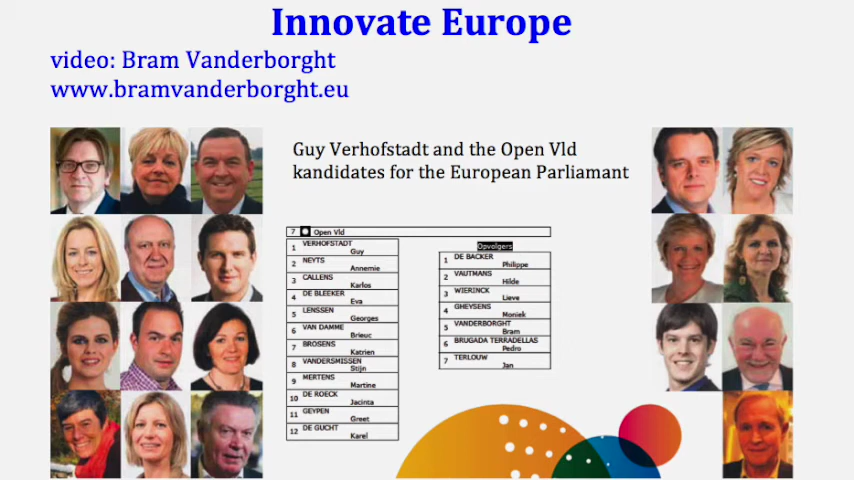 Innovate Europe
video: Bram Vanderborght
www.bramvanderborght.eu
Guy Verhofstadt and the Open Vld
kandidates for the European Parliamant
7 Open Vld
1 VERHOFSTADT
Guy
2 NEYTS
Annemie
3 CALLENS
Karlos
4 DE BLEEKER
Eva
5 LENSSEN
Georges
6 VAN DAMME
Brieuc
7 BROSENS
Katrien
8 VANDERSMISSEN
Stijn
9 MERTENS
Martine
10 DE ROECK
Jacinta
11 GEYPEN
Greet
12 DE GUCHT
Karel
Opvolgers
1 DE BACKER
Philippe
2 VAUTMANS
Hilde
3 WIERINCK
Lieve
4 GHEYSENS
Moniek
5 VANDERBORGHT
Bram
6 BRUGADA TERRADELLAS
Pedro
7 TERLOUW
Jan